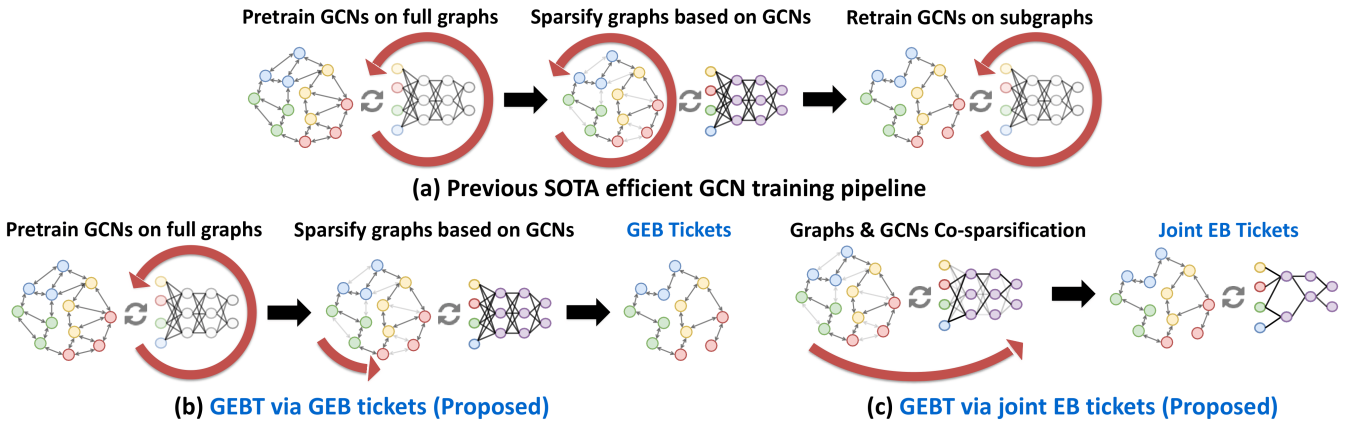 Pretrain GCNs on full graphs
Sparsify graphs based on GCNs
Retrain GCNs on subgraphs
(a) Previous SOTA efficient GCN training pipeline
Pretrain GCNs on full graphs
Sparsify graphs based on GCNs
GEB Tickets
Graphs & GCNs Co-sparsification
Joint EB Tickets
(b) GEBT via GEB tickets (Proposed)
(c) GEBT via joint EB tickets (Proposed)